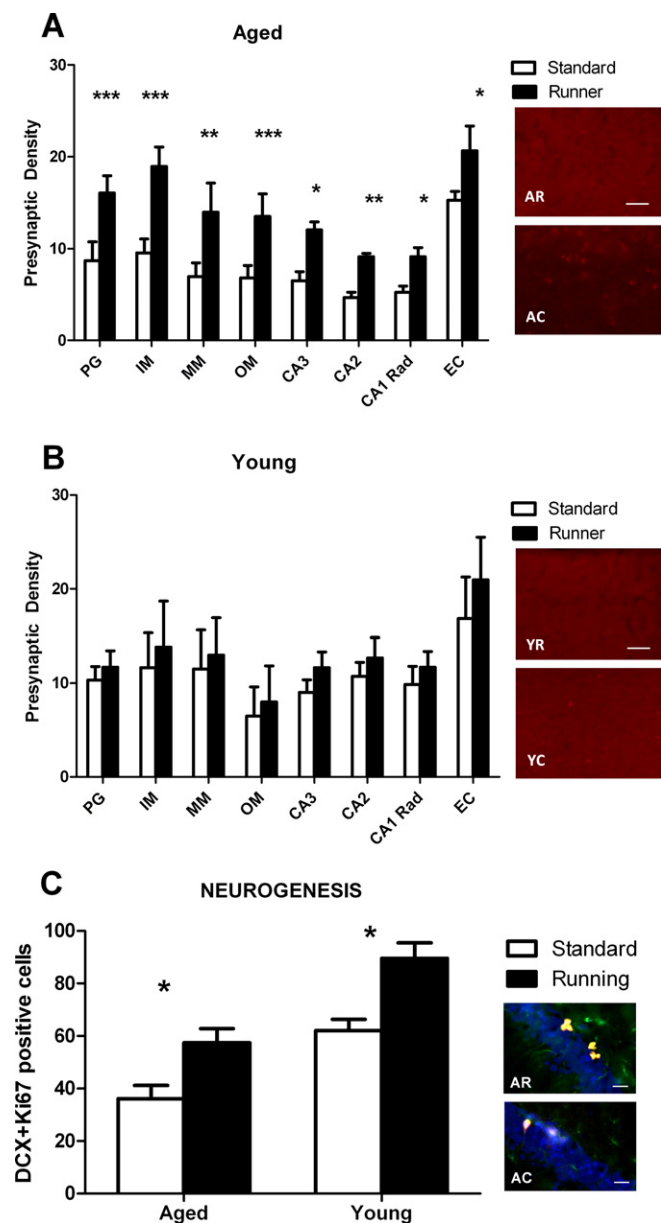 A
Aged
30
20
10
0
Presynaptic Density
***
***
**
***
*
**
*
*
PG
IM
MM
OM
CA3
CA2
CA1 Rad
EC
Standard
Runner
AR
AC
B
Young
30
20
10
0
Presynaptic Density
PG
IM
MM
OM
CA3
CA2
CA1 Rad
EC
Standard
Runner
YR
YC
C
NEUROGENESIS
100
80
60
40
20
0
DCX+Ki67 positive cells
*
*
Aged
Young
Standard
Running
AR
AC